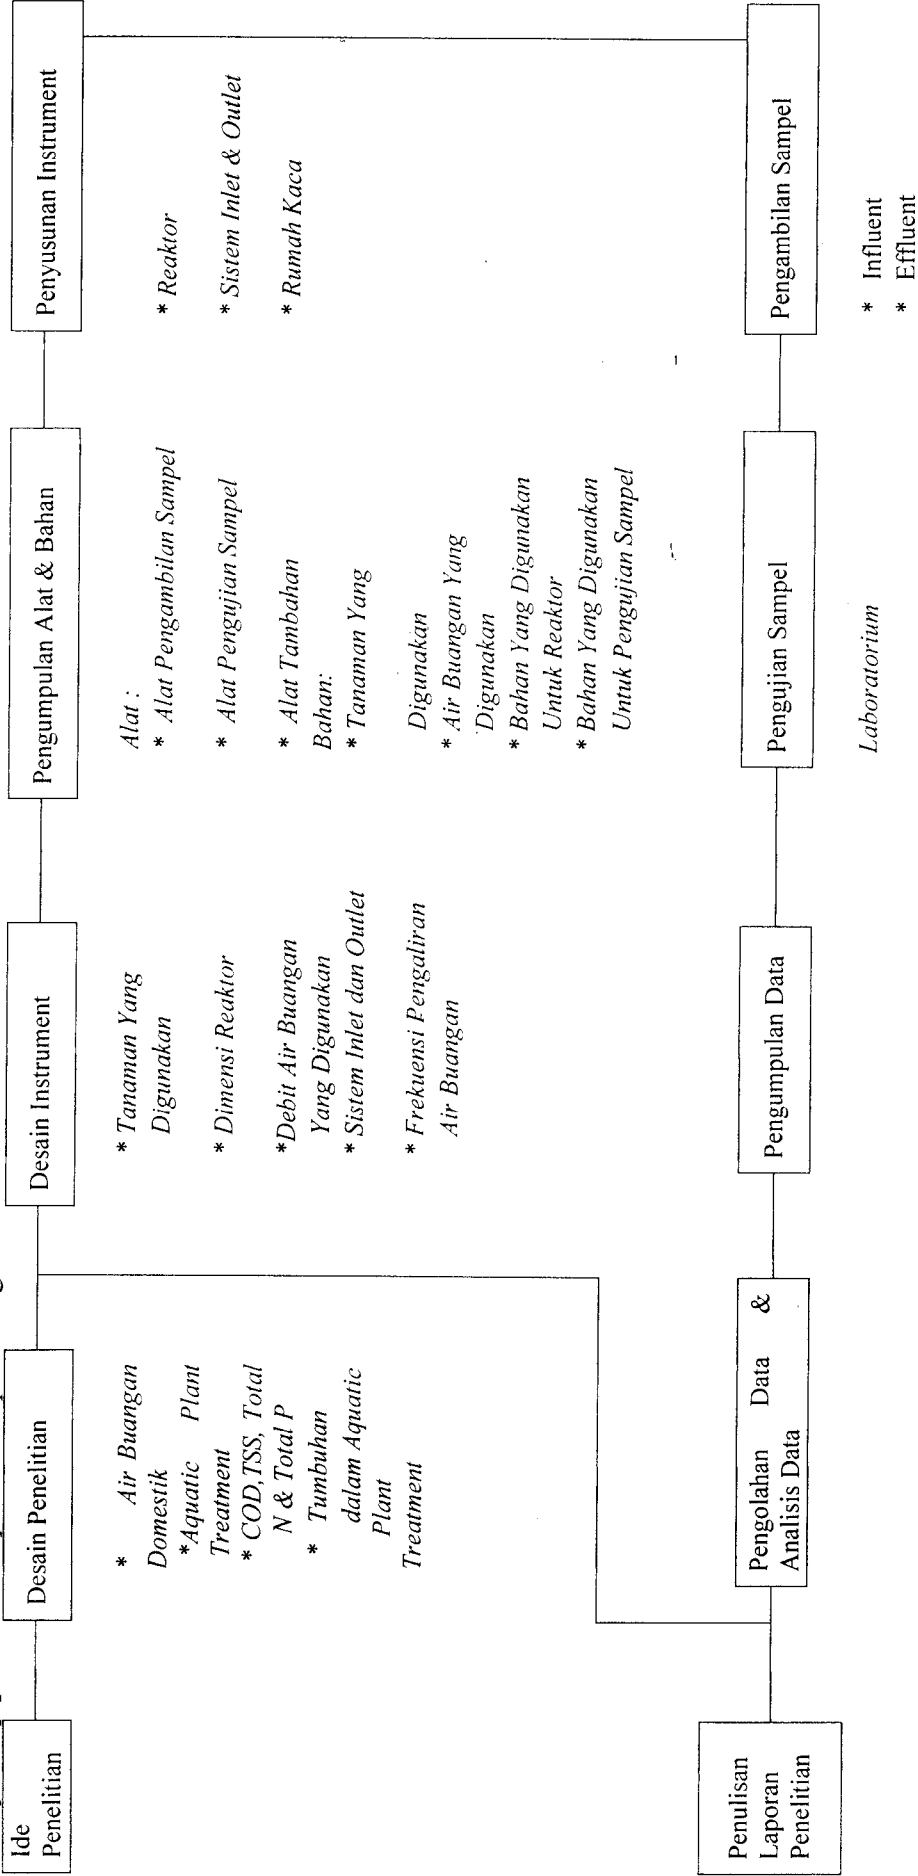 Ide
Penelitian
Desain Penelitian
* Air Buangan
Domestik
*Aquatic Plant
Treatment
* COD,TSS, Total
N & Total P
* Tumbuhan
dalam Aquatic
Plant
Treatment
Desain Instrument
* Tanaman Yang
Digunakan
* Dimensi Reaktor
*Debit Air Buangan
Yang Digunakan
* Sistem Inlet dan Outlet
* Frekuensi Pengaliran
Air Buangan
Pengumpulan Alat & Bahan
Alat :
* Alat Pengambilan Sampel
* Alat Pengujian Sampel
* Alat Tambahan
Bahan:
* Tanaman Yang
Digunakan
* Air Buangan Yang
Digunakan
* Bahan Yang Digunakan
Untuk Reaktor
* Bahan Yang Digunakan
Untuk Pengujian Sampel
Penyusunan Instrument
* Reaktor
* Sistem Inlet & Outlet
* Rumah Kaca
Penulisan
Laporan
Penelitian
Pengolahan Data &
Analisis Data
Pengumpulan Data
Pengujian Sampel
Laboratorium
Pengambilan Sampel
* Influent
* Effluent